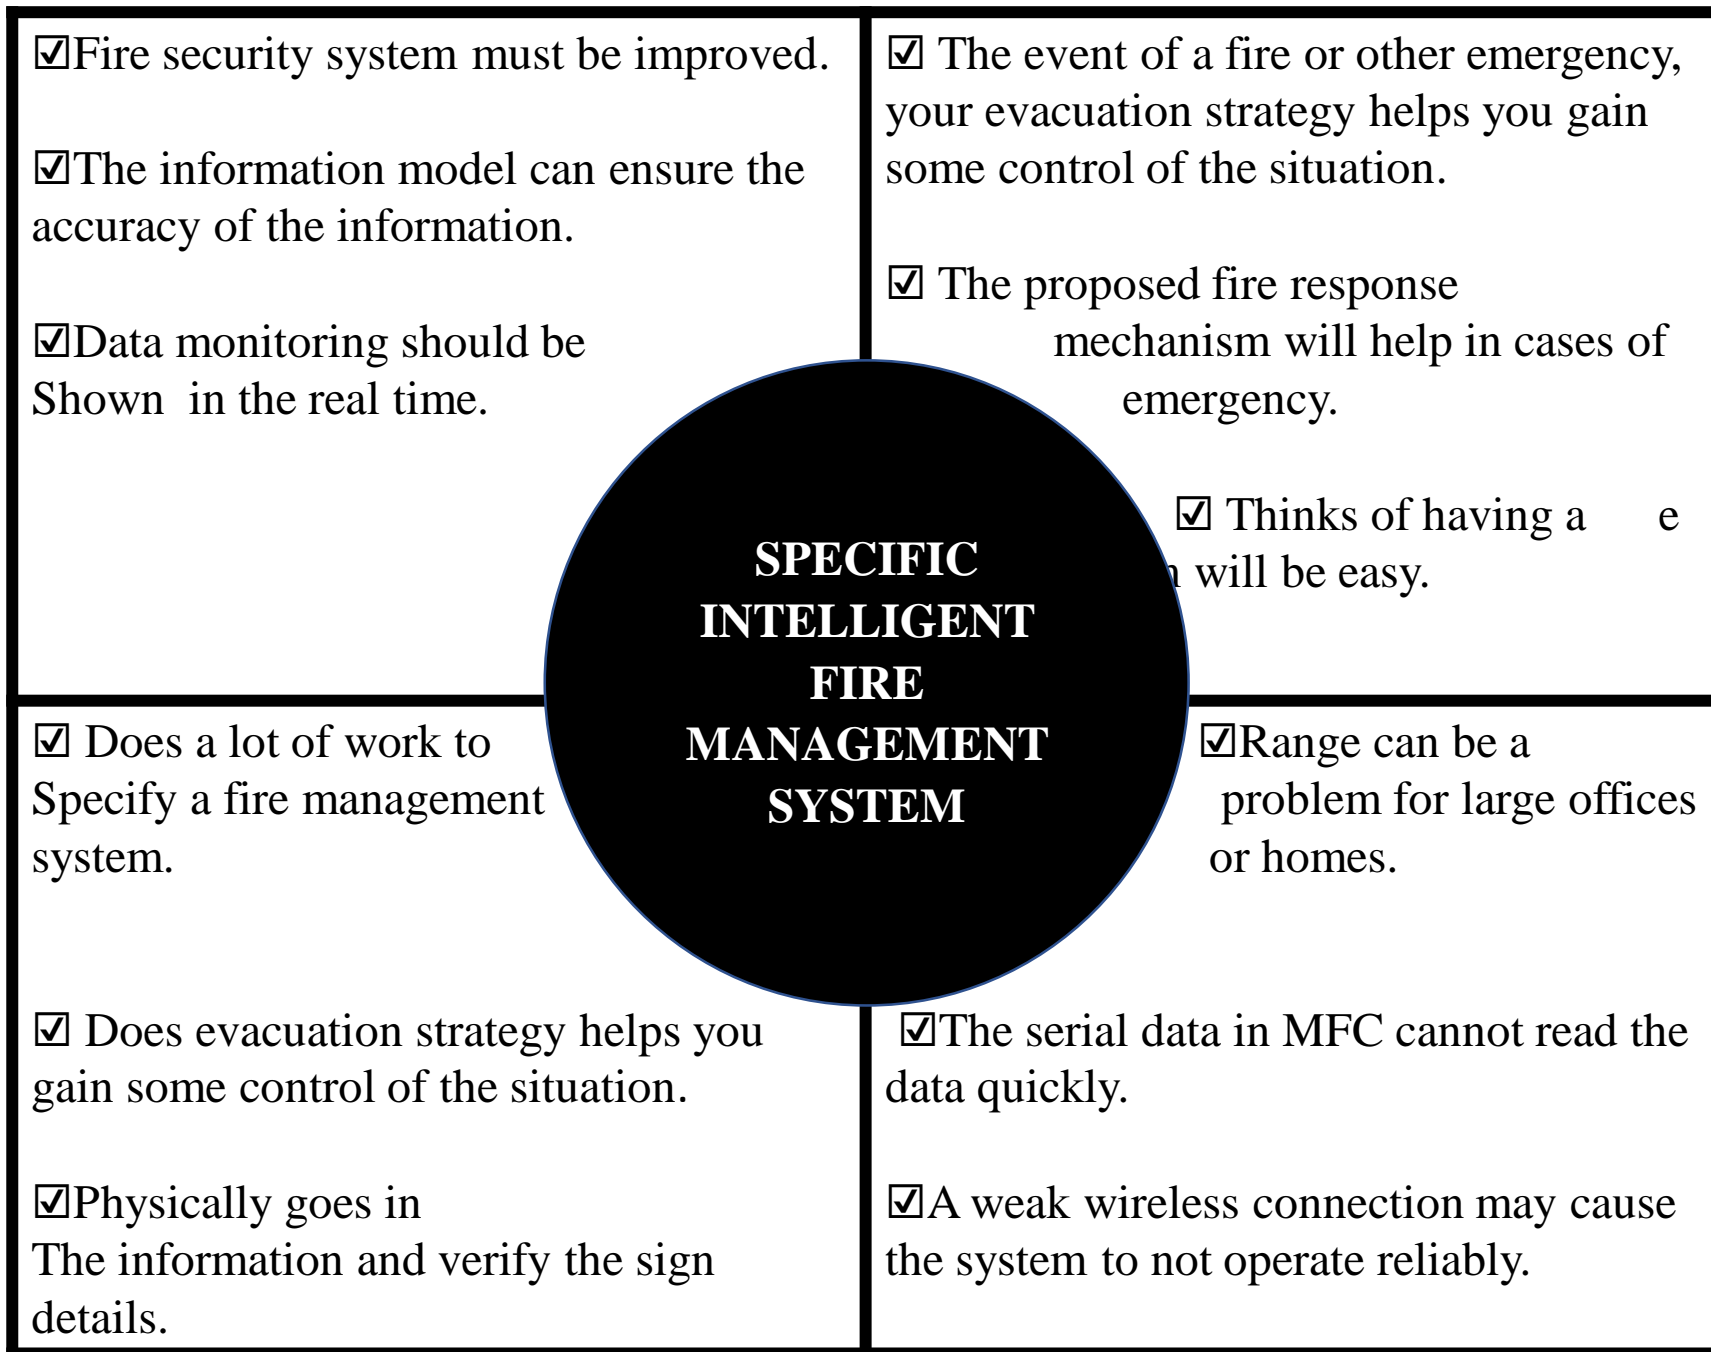 ☑Fire security system must be improved.
☑The information model can ensure the
accuracy of the information.
☑Data monitoring should be
Shown  in the real time.
☑ The event of a fire or other emergency,
your evacuation strategy helps you gain
some control of the situation.
☑ The proposed fire response
mechanism will help in cases of
emergency.
☑ Thinks of having a e
will be easy.
SPECIFIC
INTELLIGENT
FIRE
MANAGEMENT
SYSTEM
☑ Does a lot of work to
Specify a fire management
system.
☑ Does evacuation strategy helps you
gain some control of the situation.
☑Physically goes in
The information and verify the sign
details.
☑Range can be a
problem for large offices
or homes.
☑The serial data in MFC cannot read the
data quickly.
☑A weak wireless connection may cause
the system to not operate reliably.